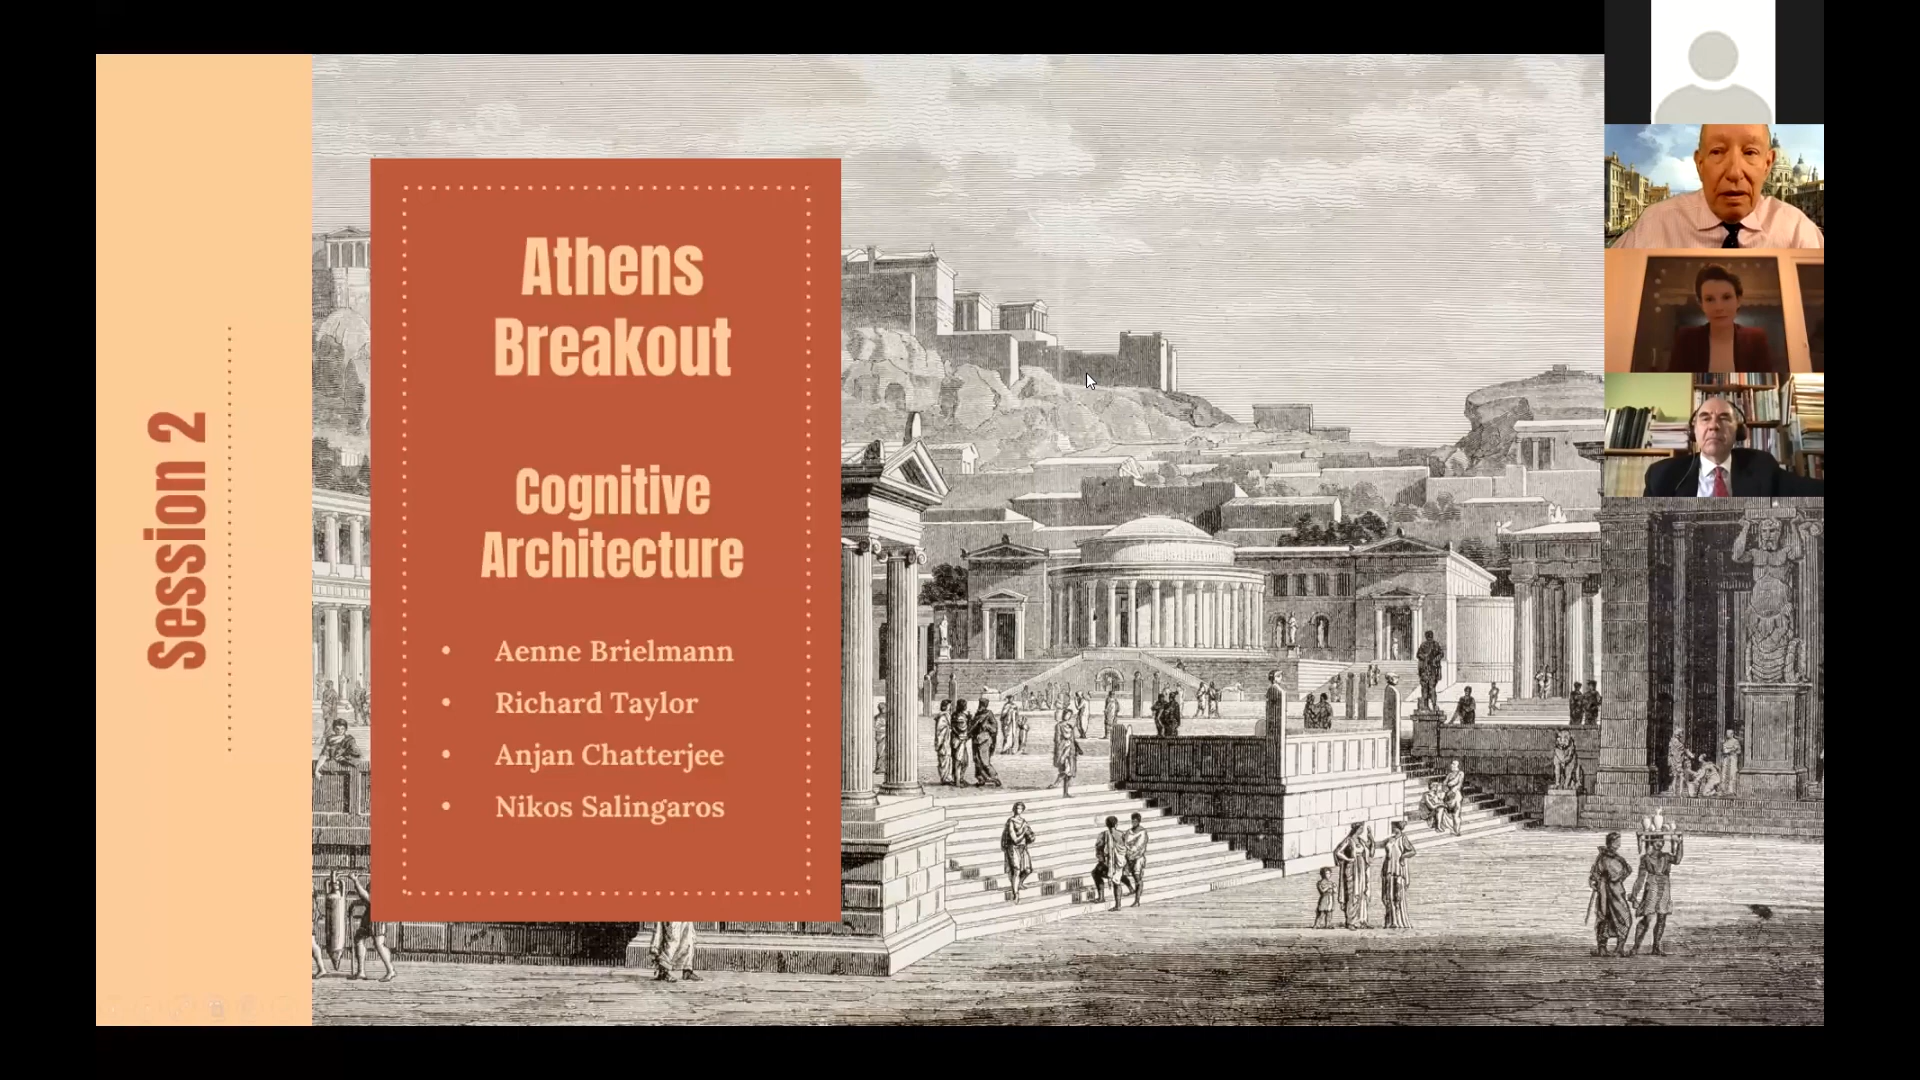 Session 2
Athens
Breakout
Cognitive
Architecture
• Aenne Brielmann
• Richard Taylor
• Anjan Chatterjee
• Nikos Salingaros